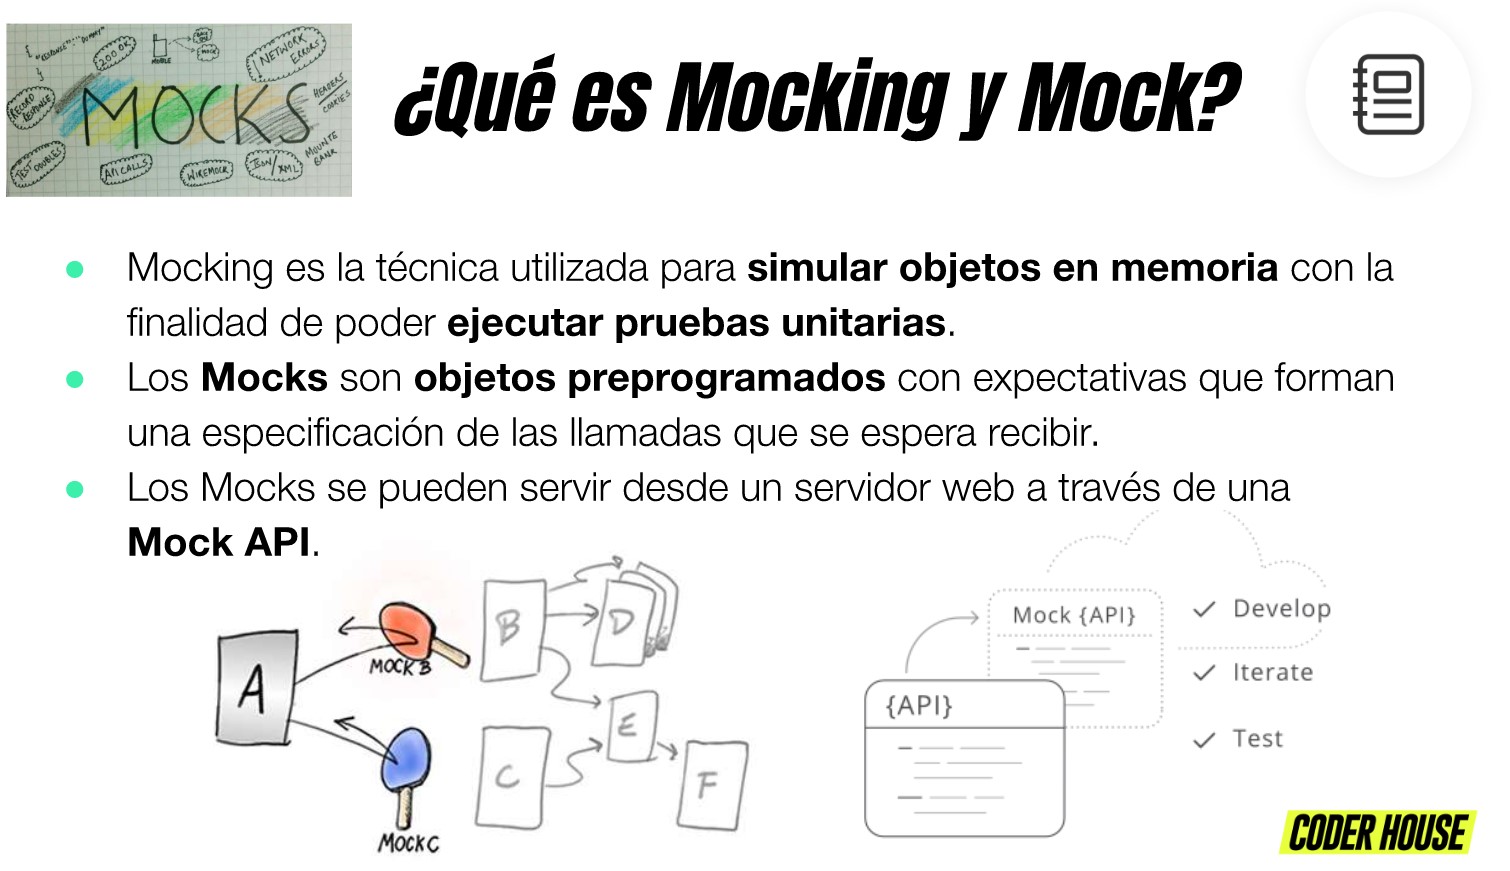 { "RESPONSE": "DUMMY"
}
200 OK
MOBILE
MOCK
NETWORK
ERRORS
RECORD
RESPONSE
MOCKS
HEADERS
COOKIES
TEST DOUBLES
API CALLS
WIREMOCK
JSON/XML
MOUNTE
BANK
¿Qué es Mocking y Mock?
● Mocking es la técnica utilizada para simular objetos en memoria con la
finalidad de poder ejecutar pruebas unitarias.
● Los Mocks son objetos preprogramados con expectativas que forman
una especificación de las llamadas que se espera recibir.
● Los Mocks se pueden servir desde un servidor web a través de una
Mock API.
A
MOCK B
MOCK C
B
D
E
C
F
Mock {API}
{API}
Develop
Iterate
Test
CODER HOUSE